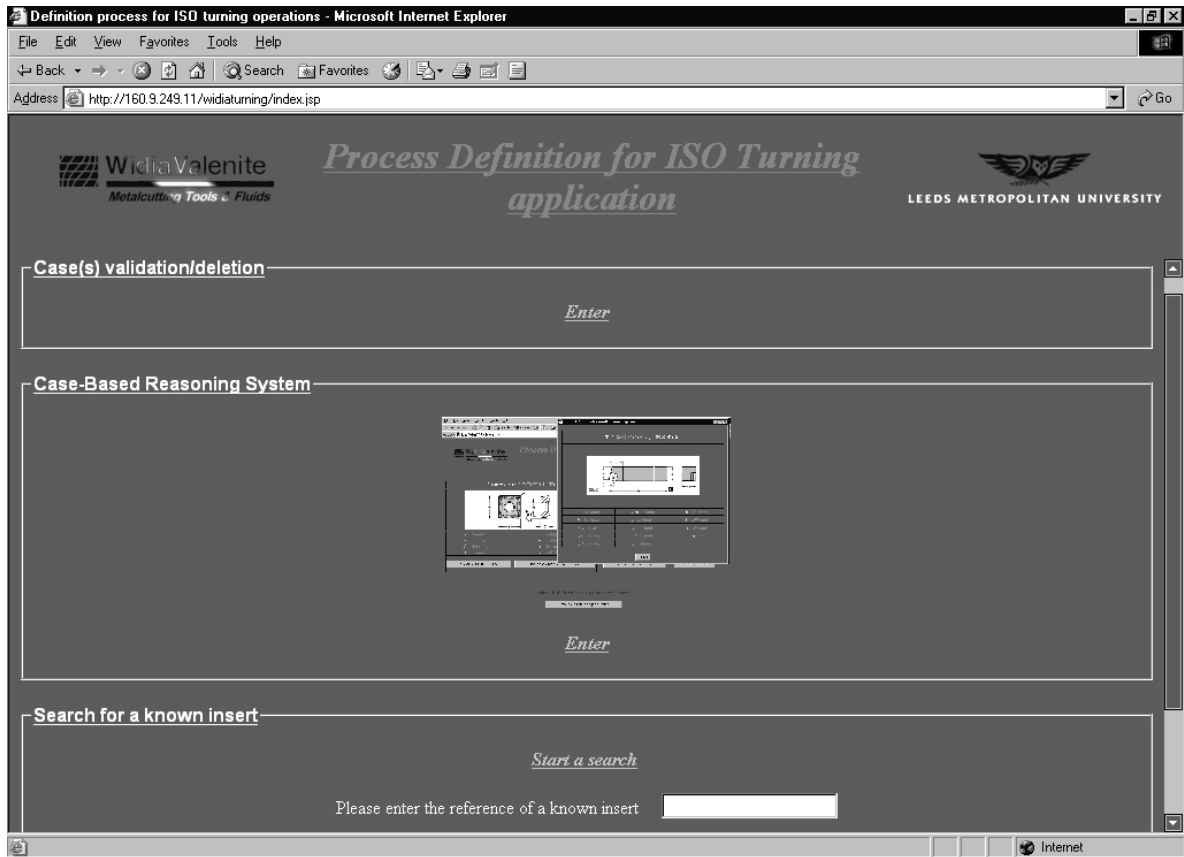 Definition process for ISO turning operations - Microsoft Internet Explorer
File Edit View Favorites Tools Help
Back Search Favorites
Address http://160.9.249.11/widiaturning/index.jsp Go
WidiaValenite
Metalcutting Tools & Fluids
Process Definition for ISO Turning
application
LEEDS METROPOLITAN UNIVERSITY
Case(s) validation/deletion
Enter
Case-Based Reasoning System
Enter
Search for a known insert
Start a search
Please enter the reference of a known insert
Internet